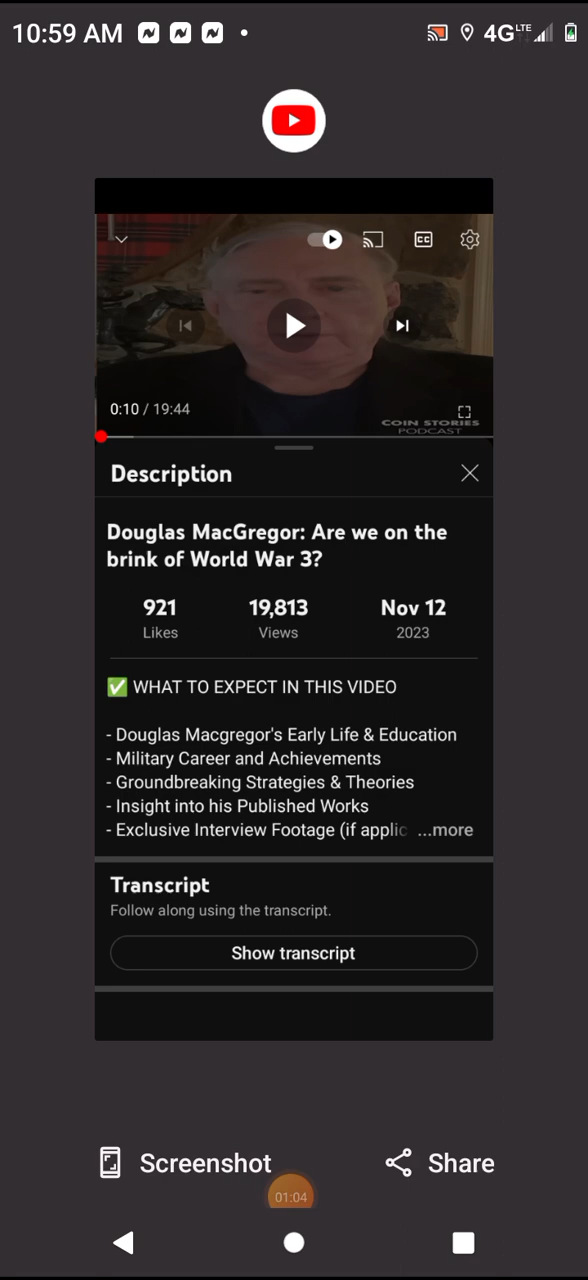 10:59 AM
4G LTE
CC
0:10 / 19:44
COIN STORIES
PODCAST
Description
Douglas MacGregor: Are we on the
brink of World War 3?
921 19,813 Nov 12
Likes Views 2023
✅ WHAT TO EXPECT IN THIS VIDEO
- Douglas Macgregor's Early Life & Education
- Military Career and Achievements
- Groundbreaking Strategies & Theories
- Insight into his Published Works
- Exclusive Interview Footage (if applic ...more
Transcript
Follow along using the transcript.
Show transcript
Screenshot Share
01:04